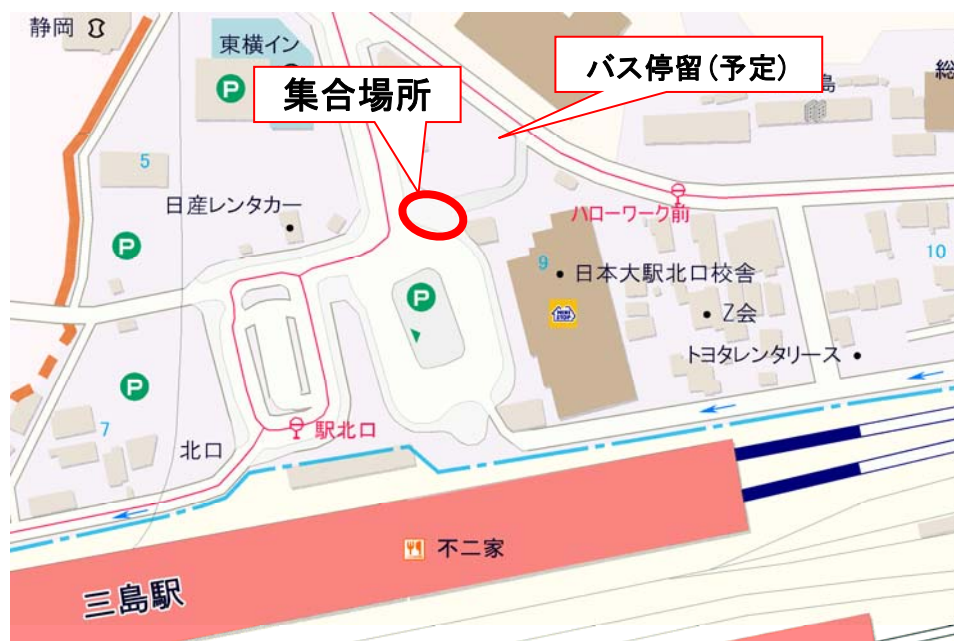 静岡
東横イン
P
集合場所
バス停留(予定)
島
総
5
日産レンタカー
ハローワーク前
P
9
日本大駅北口校舎
10
P
MINI
STOP
Z会
トヨタレンタリース
P
7
北口
駅北口
不二家
三島駅